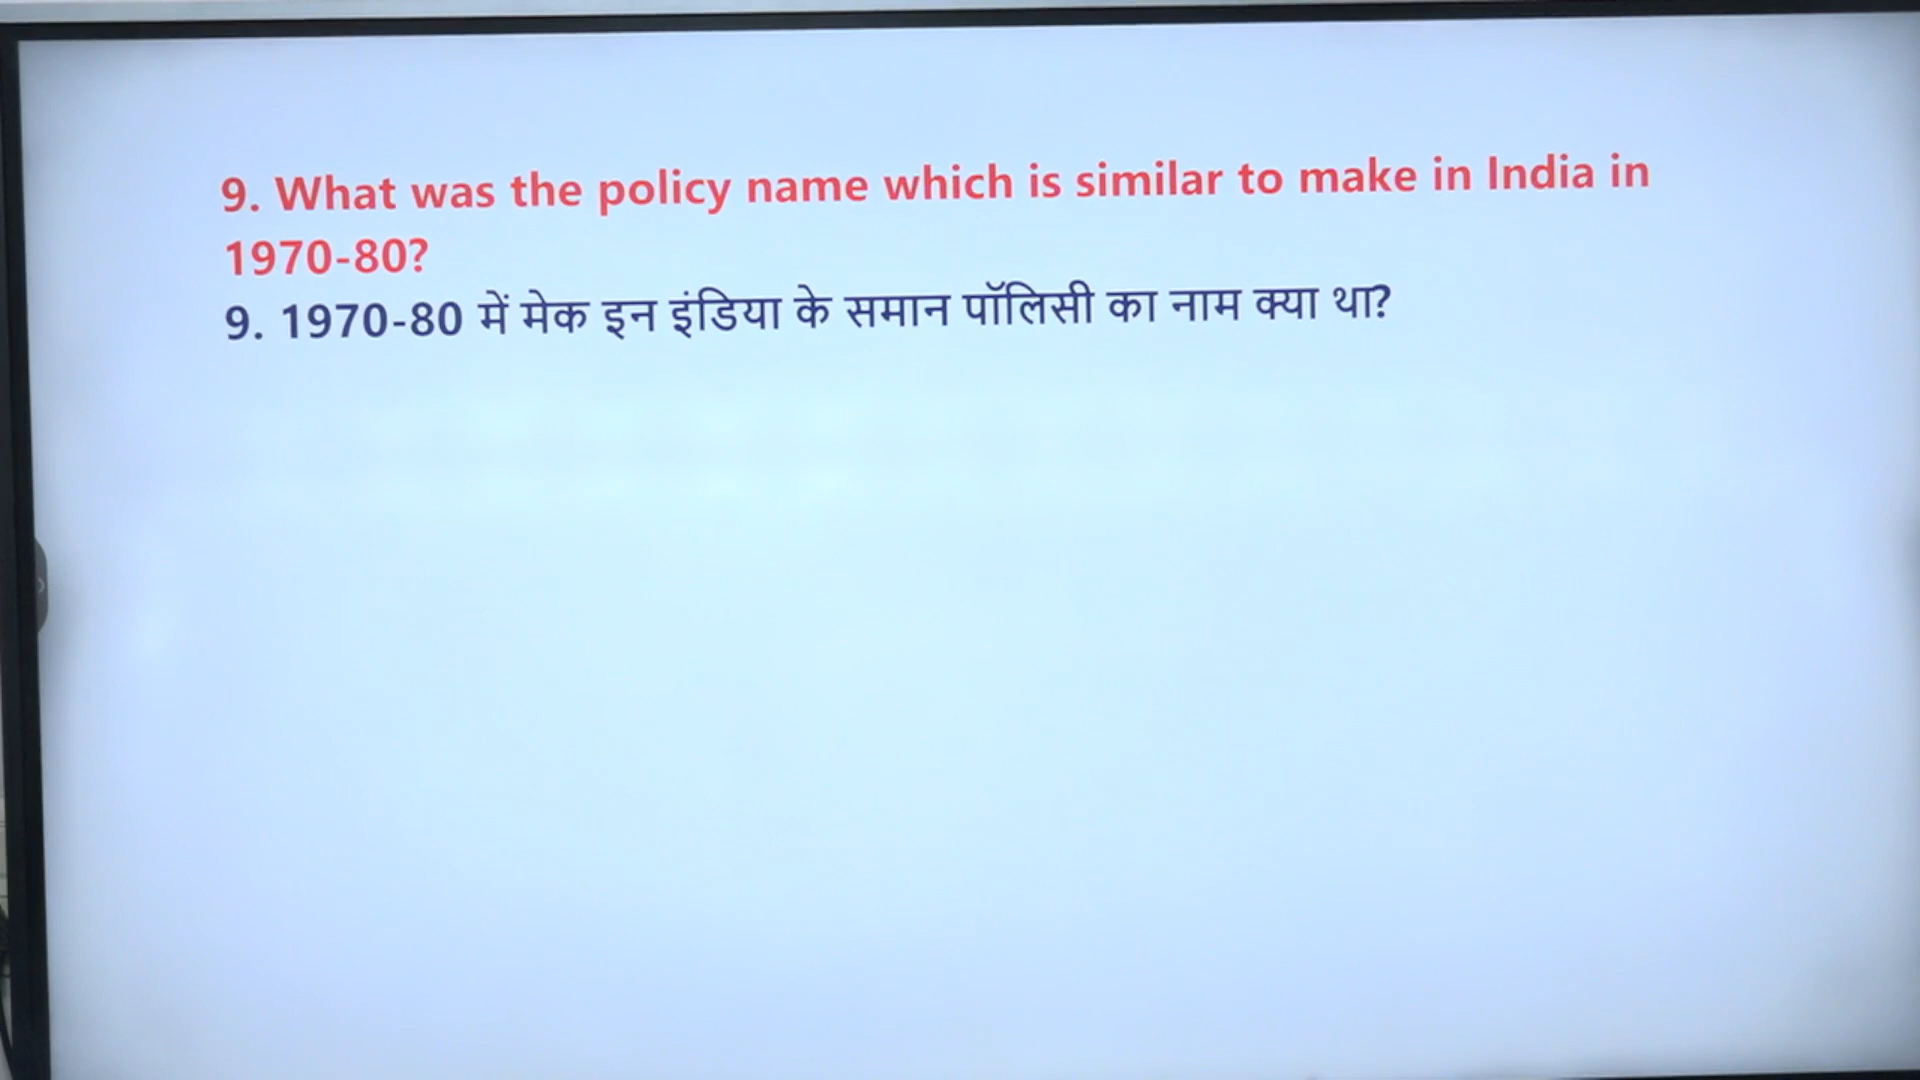 9. What was the policy name which is similar to make in India in
1970-80?
9. 1970-80 में मेक इन इंडिया के समान पॉलिसी का नाम क्या था?